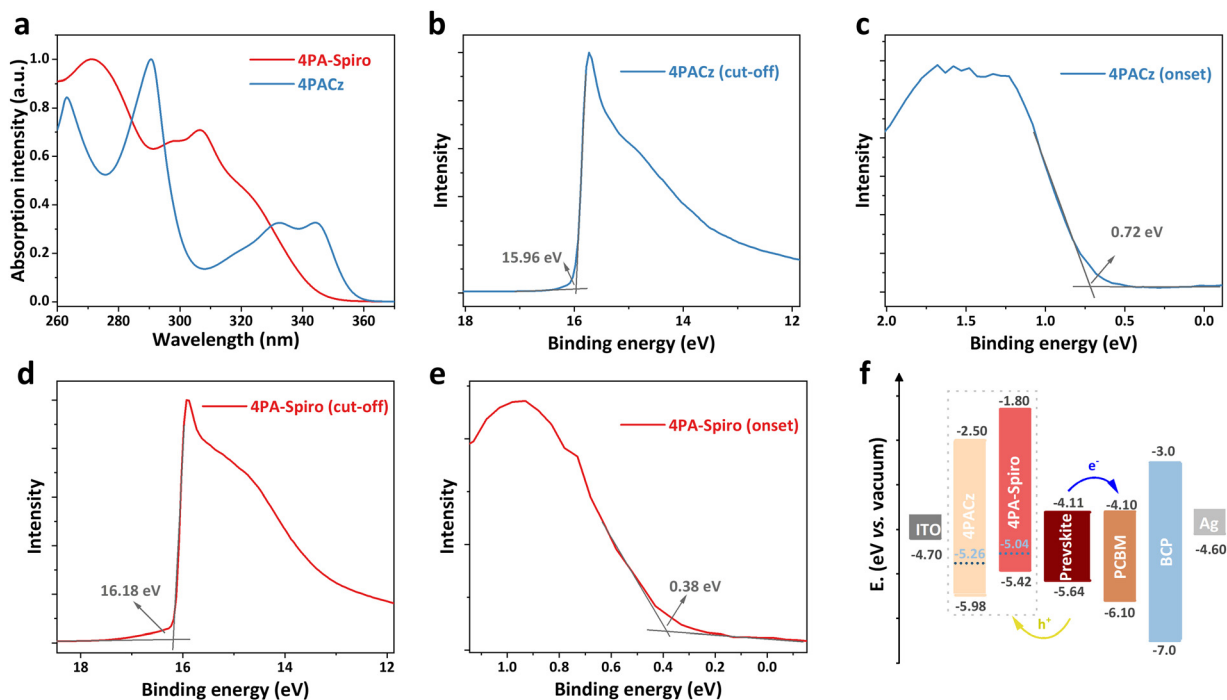 a
Absorption intensity (a.u.)
1.0
0.8
0.6
0.4
0.2
0.0
4PA-Spiro
4PACz
260
280
300
320
340
360
Wavelength (nm)
b
Intensity
4PACz (cut-off)
15.96 eV
18
16
14
12
Binding energy (eV)
c
Intensity
4PACz (onset)
0.72 eV
2.0
1.5
1.0
0.5
0.0
Binding energy (eV)
d
Intensity
4PA-Spiro (cut-off)
16.18 eV
18
16
14
12
Binding energy (eV)
e
Intensity
4PA-Spiro (onset)
0.38 eV
1.0
0.8
0.6
0.4
0.2
0.0
Binding energy (eV)
f
E. (eV vs. vacuum)
ITO
-4.70
-2.50
4PACz
-5.26
-5.98
-1.80
4PA-Spiro
-5.04
-5.42
e-
-4.11
Prevskite
-5.64
h+
-4.10
PCBM
-6.10
-3.0
BCP
-7.0
Ag
-4.60